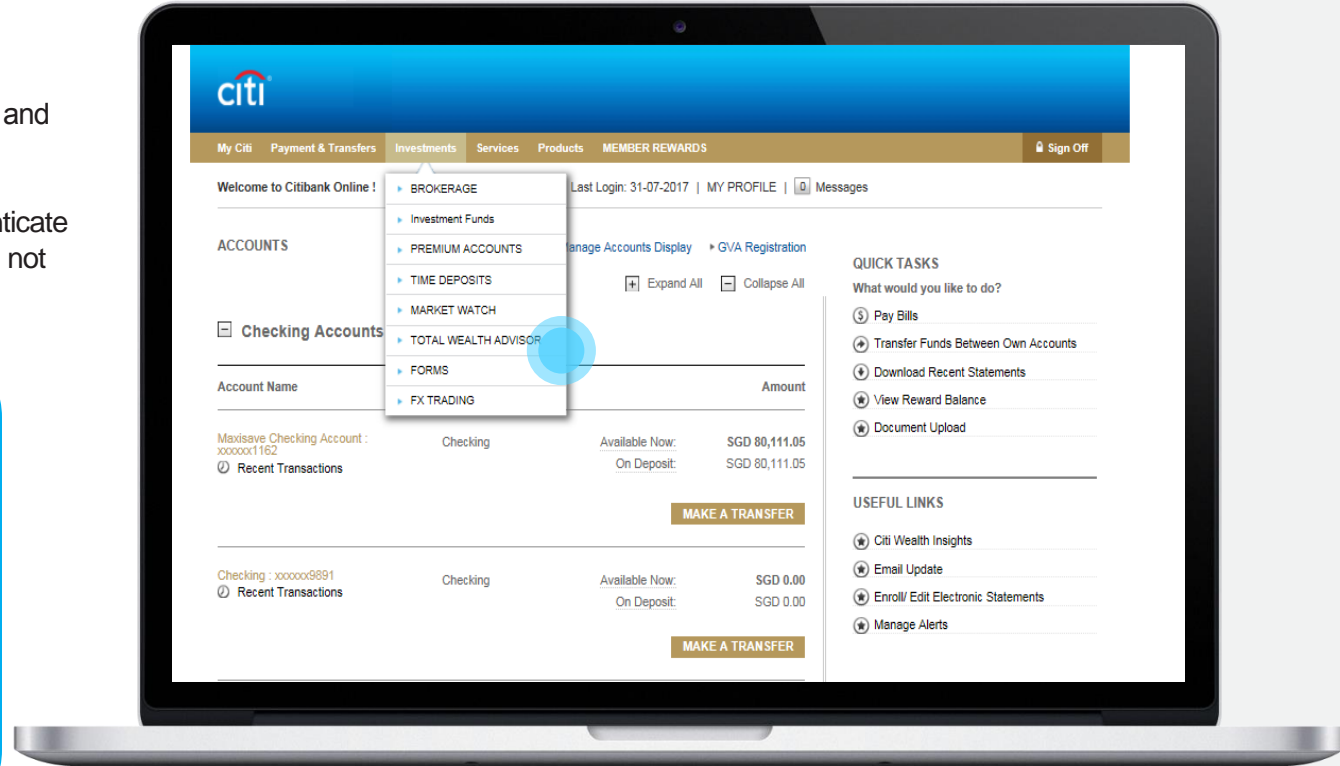 and
not
citi
My Citi Payment & Transfers Investments Services Products MEMBER REWARDS Sign Off
Welcome to Citibank Online ! Last Login: 31-07-2017 | MY PROFILE | 0 Messages
BROKERAGE
Investment Funds
PREMIUM ACCOUNTS
TIME DEPOSITS
MARKET WATCH
TOTAL WEALTH ADVISOR
FORMS
FX TRADING
ACCOUNTS
Accounts Display GVA Registration
+ Expand All - Collapse All
- Checking Accounts
Account Name Amount
Maxisave Checking Account : Checking Available Now: SGD 80,111.05
xxxxxx1162 On Deposit: SGD 80,111.05
Recent Transactions
MAKE A TRANSFER
Checking : xxxxxx9891 Checking Available Now: SGD 0.00
Recent Transactions On Deposit: SGD 0.00
MAKE A TRANSFER
QUICK TASKS
What would you like to do?
Pay Bills
Transfer Funds Between Own Accounts
Download Recent Statements
View Reward Balance
Document Upload
USEFUL LINKS
Citi Wealth Insights
Email Update
Enroll/ Edit Electronic Statements
Manage Alerts